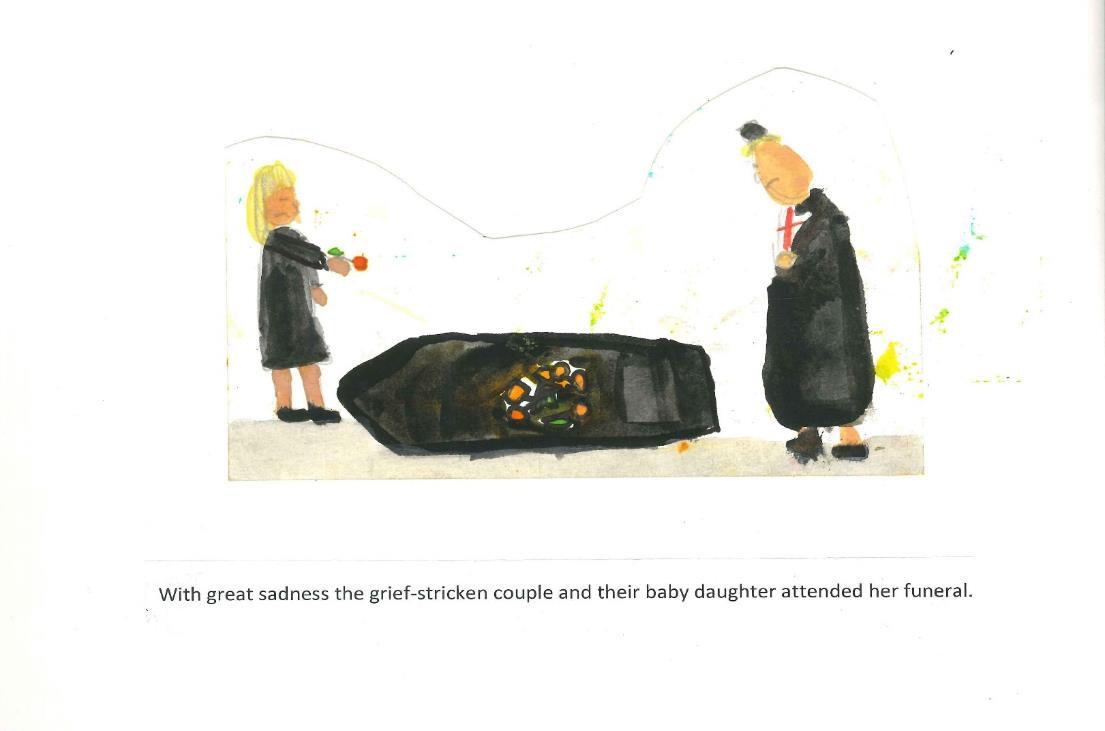 With great sadness the grief-stricken couple and their baby daughter attended her funeral.